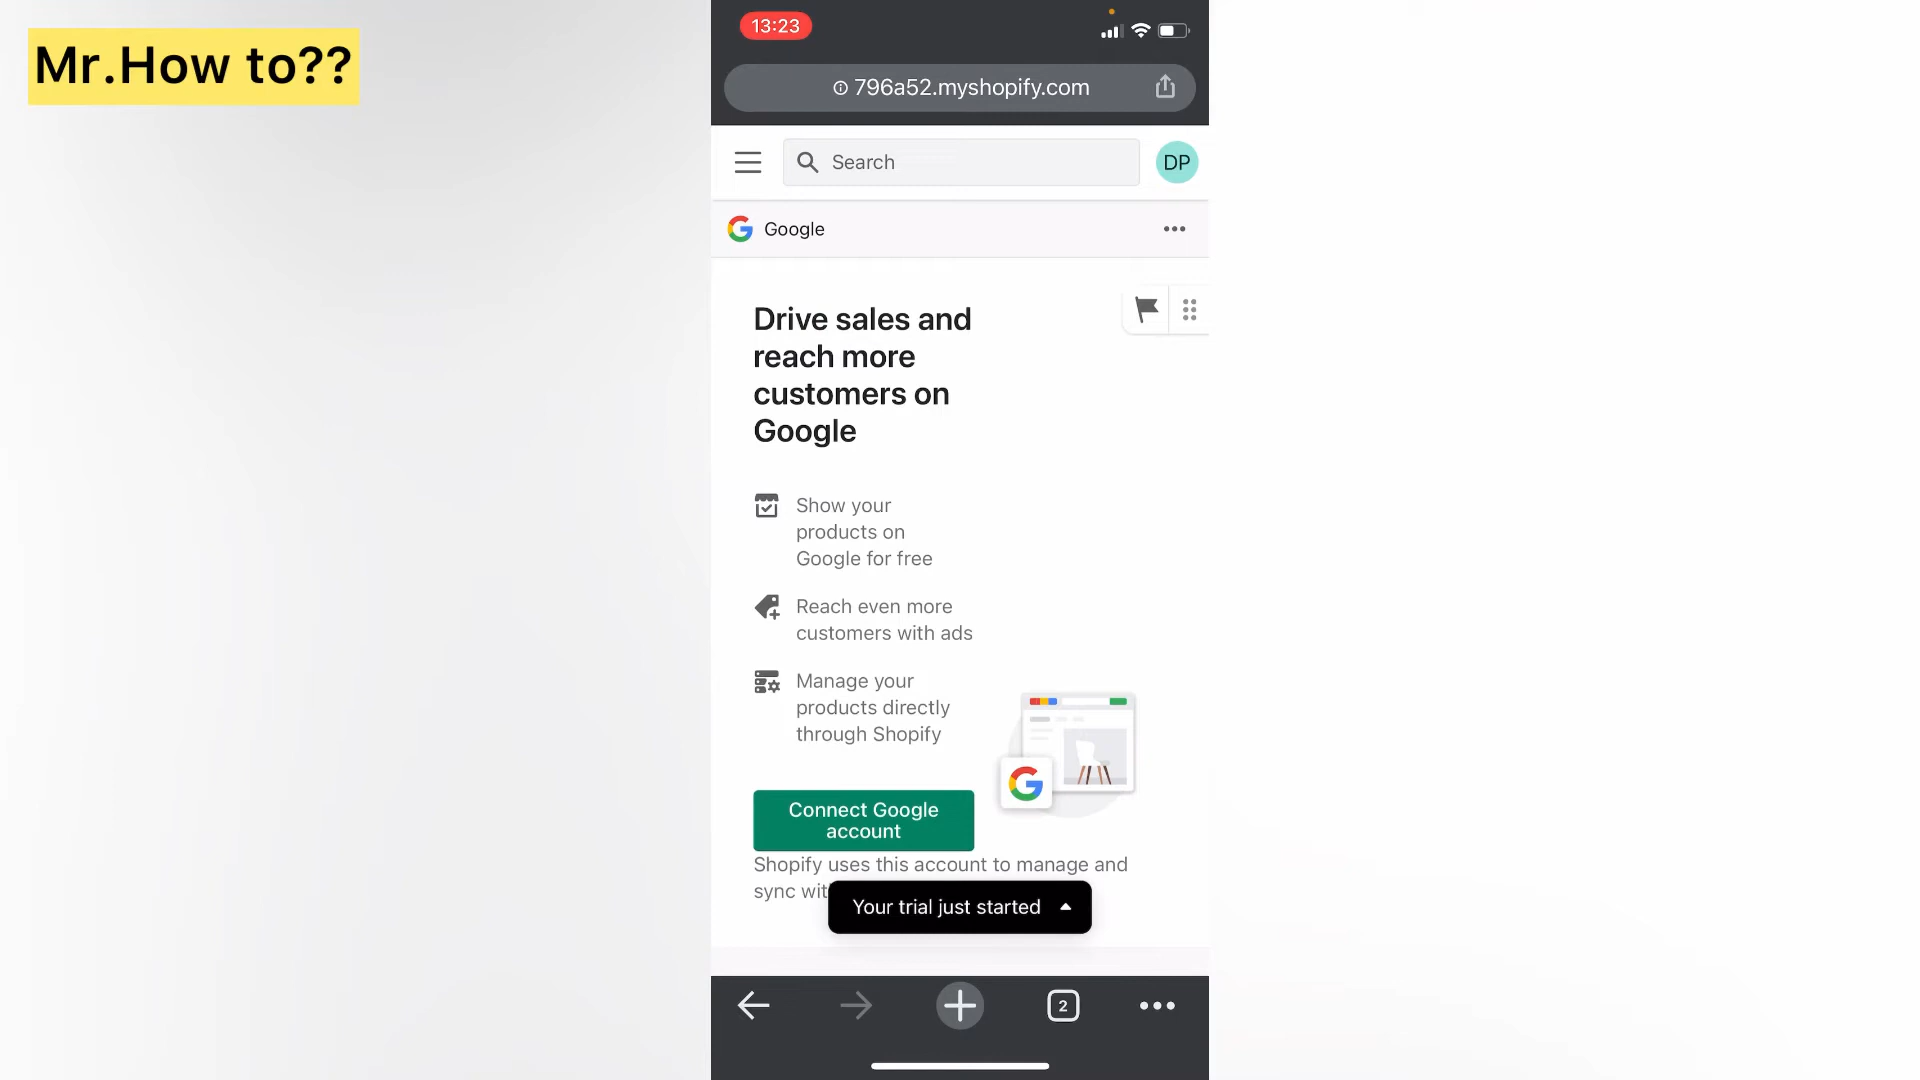 Mr.How to??
13:23
796a52.myshopify.com
Search
DP
Google
Drive sales and
reach more
customers on
Google
Show your
products on
Google for free
Reach even more
customers with ads
Manage your
products directly
through Shopify
Connect Google
account
Shopify uses this account to manage and
sync wit
Your trial just started
2